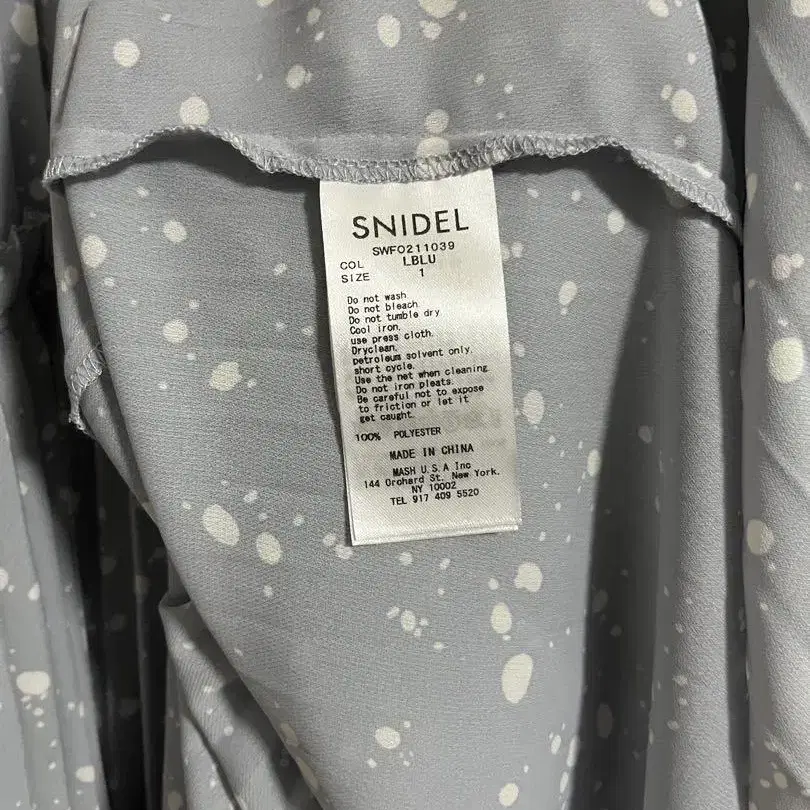 SNIDEL
SWFO211039
COL LBLU
SIZE 1
Do not wash
Do not bleach
Do not tumble dry
Cool iron.
use press cloth.
Dryclean.
petroleum solvent only.
short cycle.
Use the net when cleaning
Do not iron pleats.
Be careful not to expose
to friction or let it
get caught.
100% POLYESTER
MADE IN CHINA
MASH U.S.A Inc
144 Orchard St. New York,
NY 10002
TEL 917 409 5520